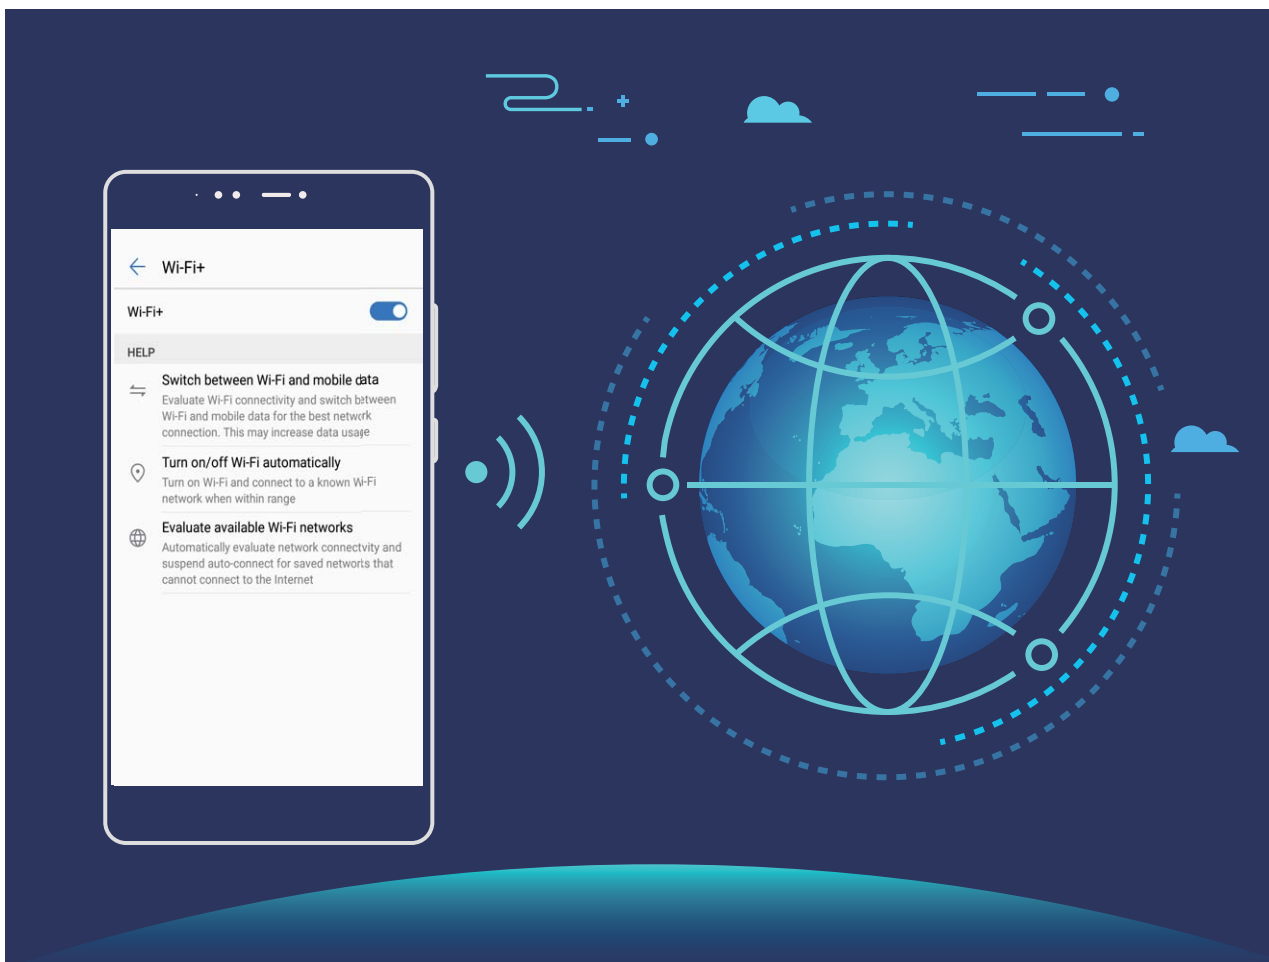 Wi-Fi+
Wi-Fi+
HELP
Switch between Wi-Fi and mobile data
Evaluate Wi-Fi connectivity and switch between
Wi-Fi and mobile data for the best network
connection. This may increase data usage
Turn on/off Wi-Fi automatically
Turn on Wi-Fi and connect to a known Wi-Fi
network when within range
Evaluate available Wi-Fi networks
Automatically evaluate network connectvity and
suspend auto-connect for saved networks that
cannot connect to the Internet